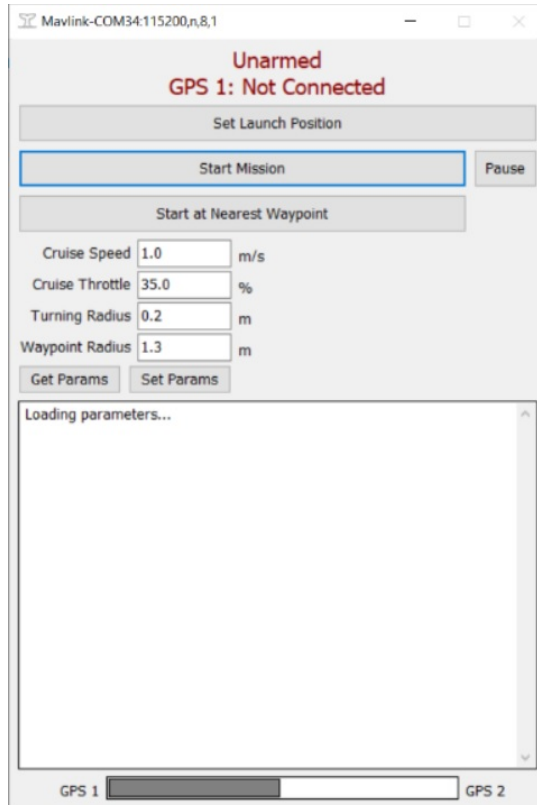 Mavlink-COM34:115200,n,8,1
Unarmed
GPS 1: Not Connected
Set Launch Position
Start Mission Pause
Start at Nearest Waypoint
Cruise Speed 1.0 m/s
Cruise Throttle 35.0 %
Turning Radius 0.2 m
Waypoint Radius 1.3 m
Get Params Set Params
Loading parameters...
GPS 1 GPS 2